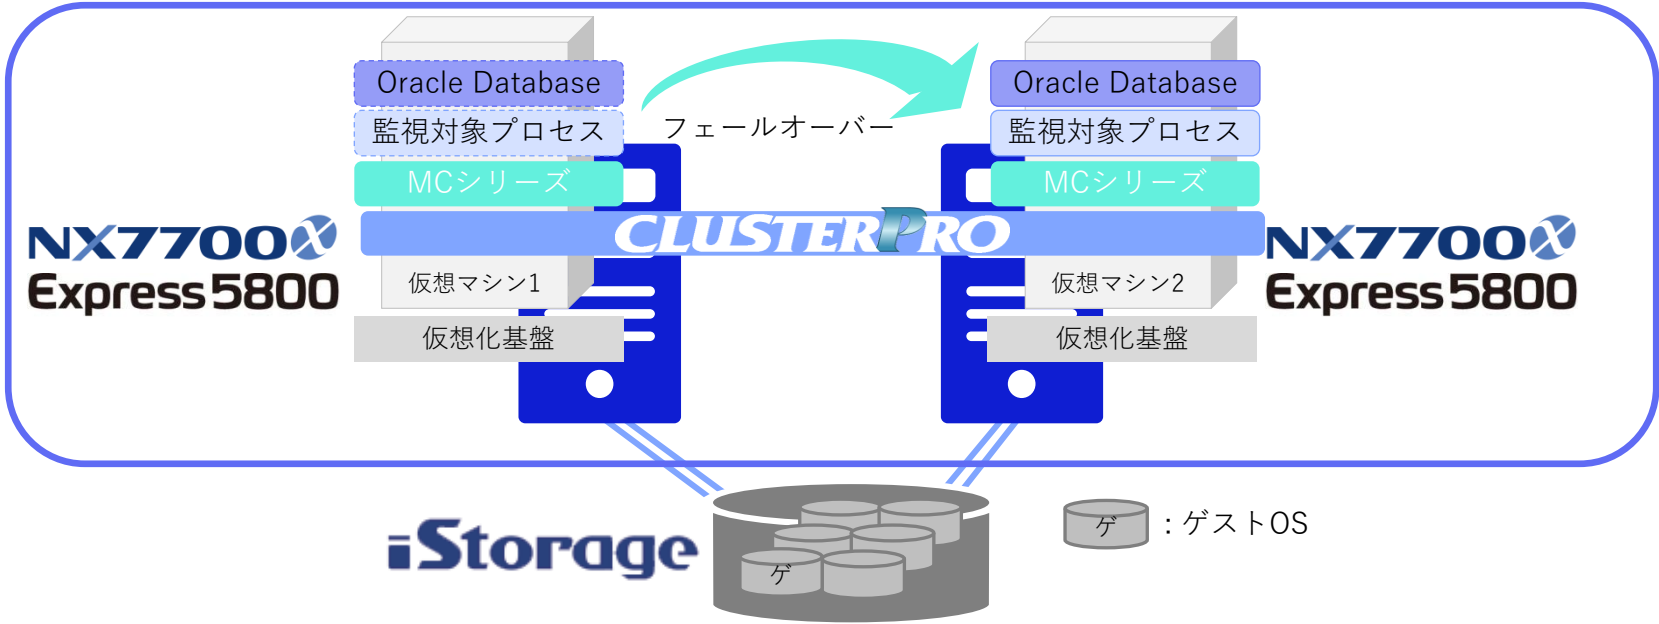 Oracle Database
監視対象プロセス
MCシリーズ
フェールオーバー
Oracle Database
監視対象プロセス
MCシリーズ
CLUSTERPRO
NX7700x
Express5800
仮想マシン1
仮想化基盤
NX7700x
Express5800
仮想マシン2
仮想化基盤
iStorage
ゲ
ゲ
：ゲストOS